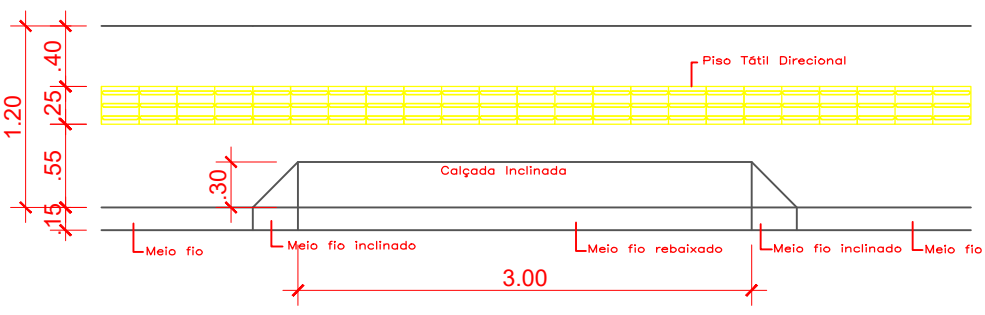 .40
Piso Tátil Direcional
.25
1.20
.55
Calçada Inclinada
.30
.15
Meio fio
Meio fio inclinado
Meio fio rebaixado
Meio fio inclinado
Meio fio
3.00